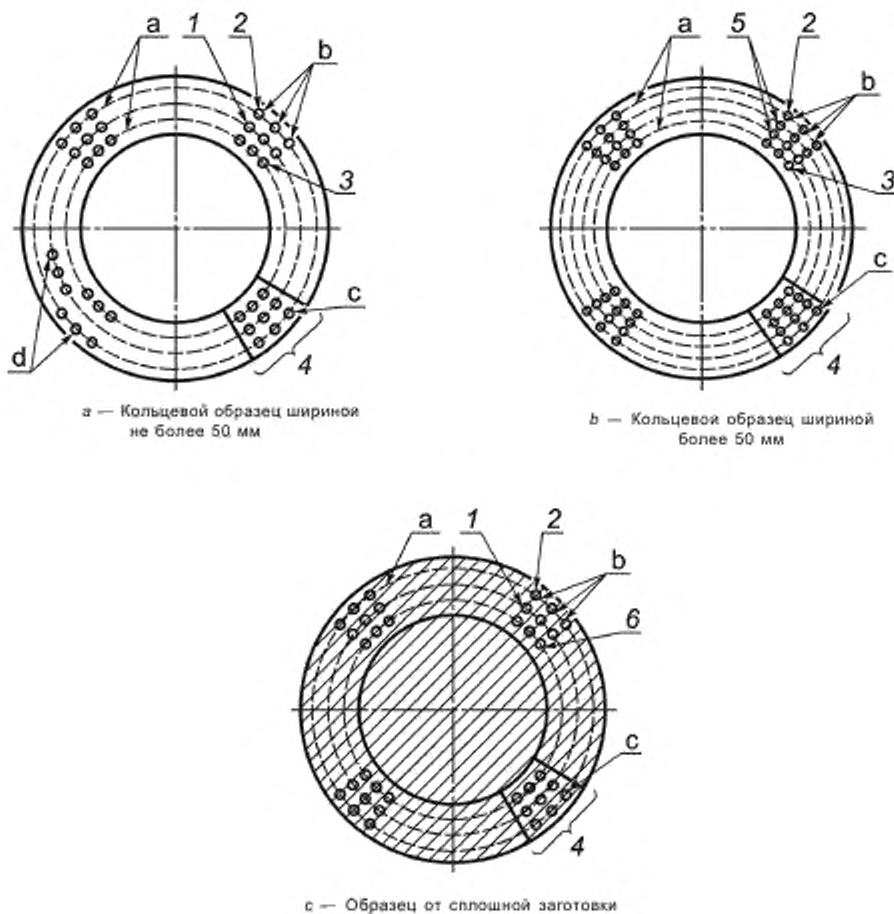 a 1 2 b
3
c
d
4
a — Кольцевой образец шириной
не более 50 мм
a 5 2 b
3
c
4
b — Кольцевой образец шириной
более 50 мм
a 1 2 b
6
c
4
c — Образец от сплошной заготовки